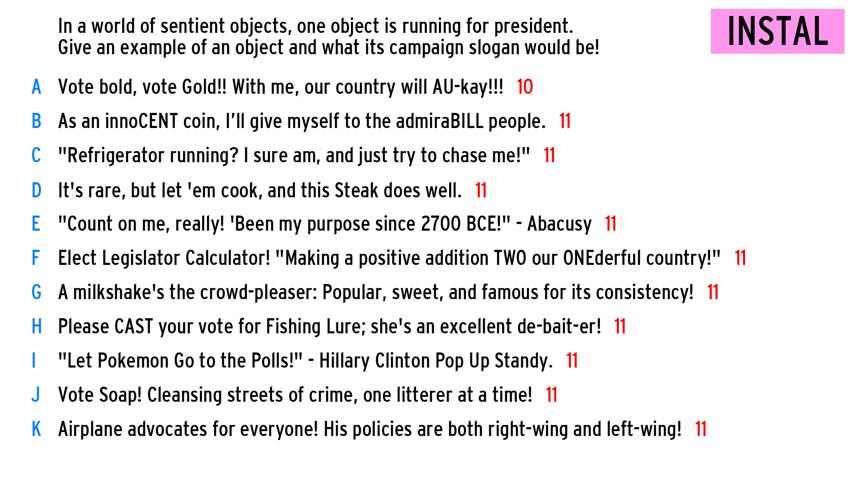 In a world of sentient objects, one object is running for president.
Give an example of an object and what its campaign slogan would be!
INSTAL
A Vote bold, vote Gold!! With me, our country will AU-kay!!! 10
B As an innoCENT coin, I'll give myself to the admiraBILL people. 11
C "Refrigerator running? I sure am, and just try to chase me!" 11
D It's rare, but let 'em cook, and this Steak does well. 11
E "Count on me, really! 'Been my purpose since 2700 BCE!" - Abacusy 11
F Elect Legislator Calculator! "Making a positive addition TWO our ONEderful country!" 11
G A milkshake's the crowd-pleaser: Popular, sweet, and famous for its consistency! 11
H Please CAST your vote for Fishing Lure; she's an excellent de-bait-er! 11
I "Let Pokemon Go to the Polls!" - Hillary Clinton Pop Up Standy. 11
J Vote Soap! Cleansing streets of crime, one litterer at a time! 11
K Airplane advocates for everyone! His policies are both right-wing and left-wing! 11